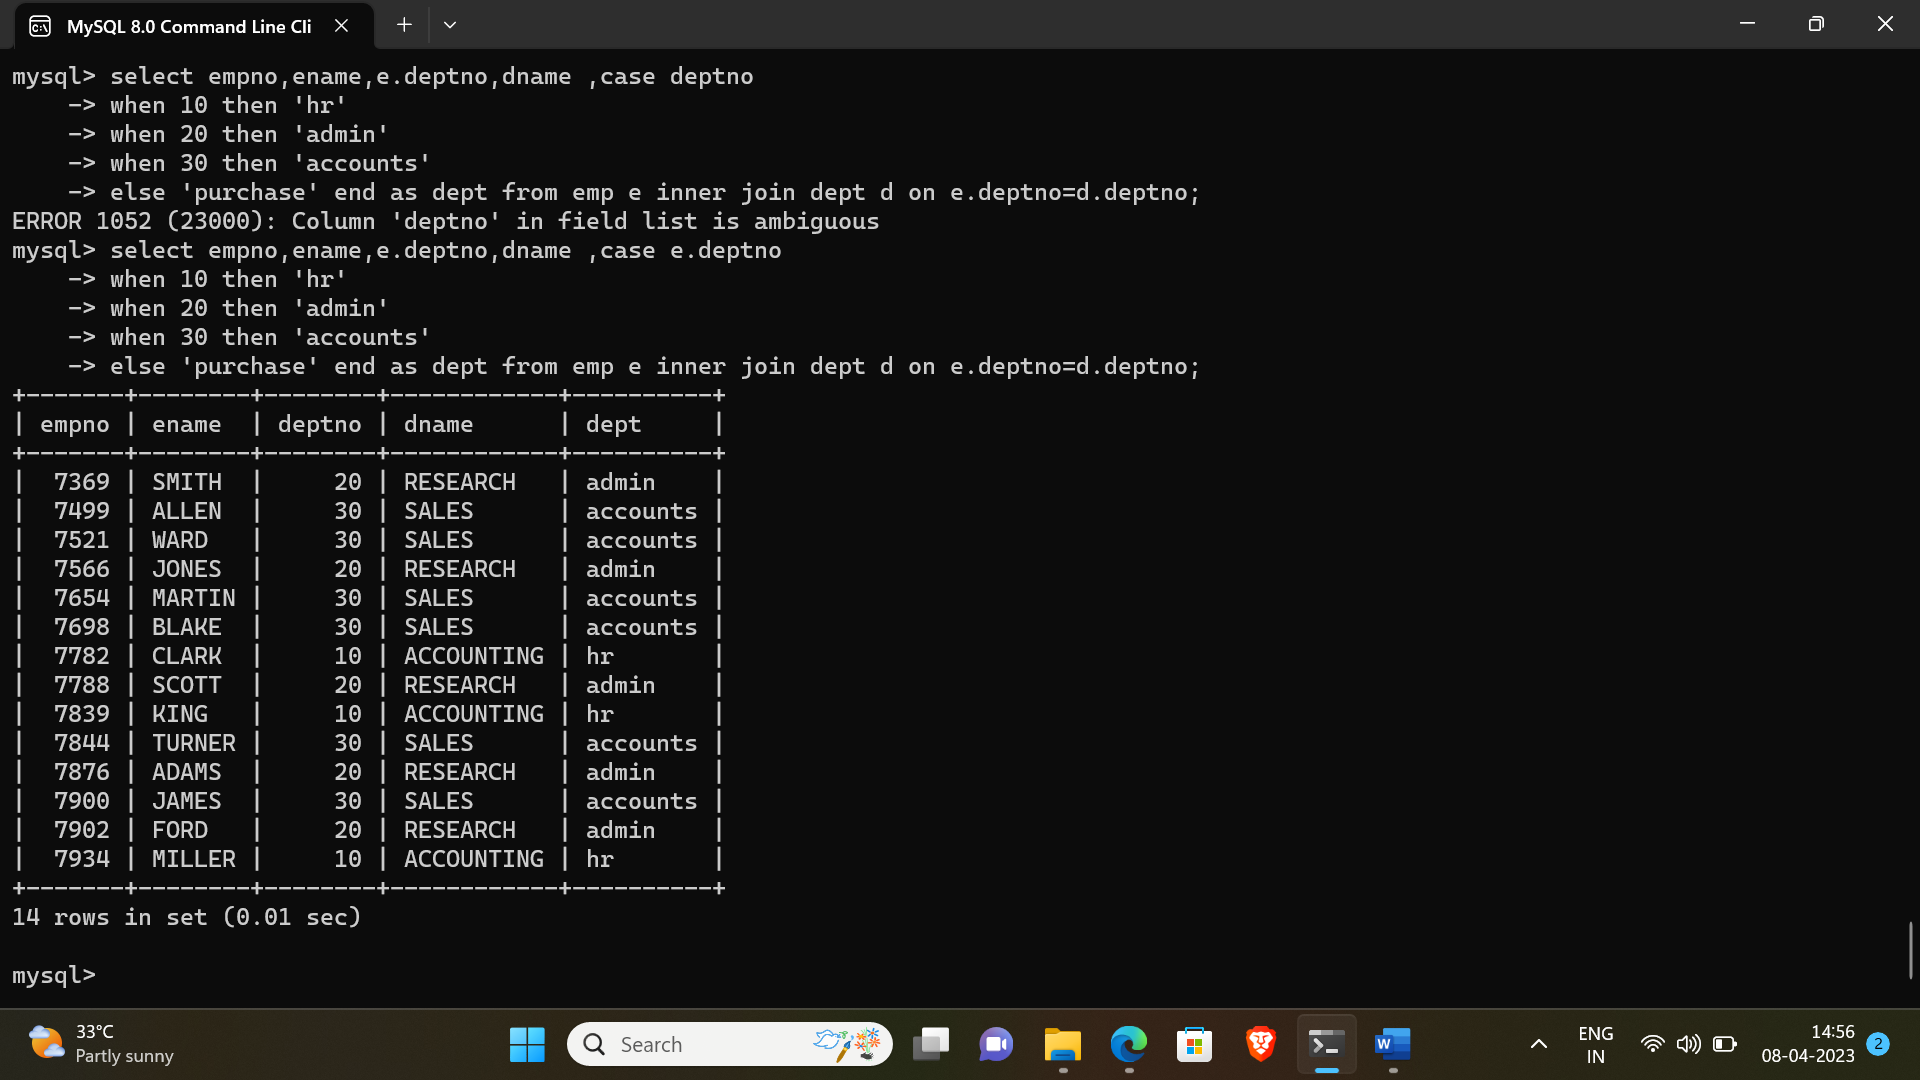 MySQL 8.0 Command Line Cli
mysql> select empno,ename,e.deptno,dname ,case deptno
    -> when 10 then 'hr'
    -> when 20 then 'admin'
    -> when 30 then 'accounts'
    -> else 'purchase' end as dept from emp e inner join dept d on e.deptno=d.deptno;
ERROR 1052 (23000): Column 'deptno' in field list is ambiguous
mysql> select empno,ename,e.deptno,dname ,case e.deptno
    -> when 10 then 'hr'
    -> when 20 then 'admin'
    -> when 30 then 'accounts'
    -> else 'purchase' end as dept from emp e inner join dept d on e.deptno=d.deptno;
+-------+--------+--------+------------+----------+
| empno | ename  | deptno | dname      | dept     |
+-------+--------+--------+------------+----------+
|  7369 | SMITH  |     20 | RESEARCH   | admin    |
|  7499 | ALLEN  |     30 | SALES      | accounts |
|  7521 | WARD   |     30 | SALES      | accounts |
|  7566 | JONES  |     20 | RESEARCH   | admin    |
|  7654 | MARTIN |     30 | SALES      | accounts |
|  7698 | BLAKE  |     30 | SALES      | accounts |
|  7782 | CLARK  |     10 | ACCOUNTING | hr       |
|  7788 | SCOTT  |     20 | RESEARCH   | admin    |
|  7839 | KING   |     10 | ACCOUNTING | hr       |
|  7844 | TURNER |     30 | SALES      | accounts |
|  7876 | ADAMS  |     20 | RESEARCH   | admin    |
|  7900 | JAMES  |     30 | SALES      | accounts |
|  7902 | FORD   |     20 | RESEARCH   | admin    |
|  7934 | MILLER |     10 | ACCOUNTING | hr       |
+-------+--------+--------+------------+----------+
14 rows in set (0.01 sec)
mysql>
33°C
Partly sunny
Search
ENG
IN
14:56
08-04-2023
2